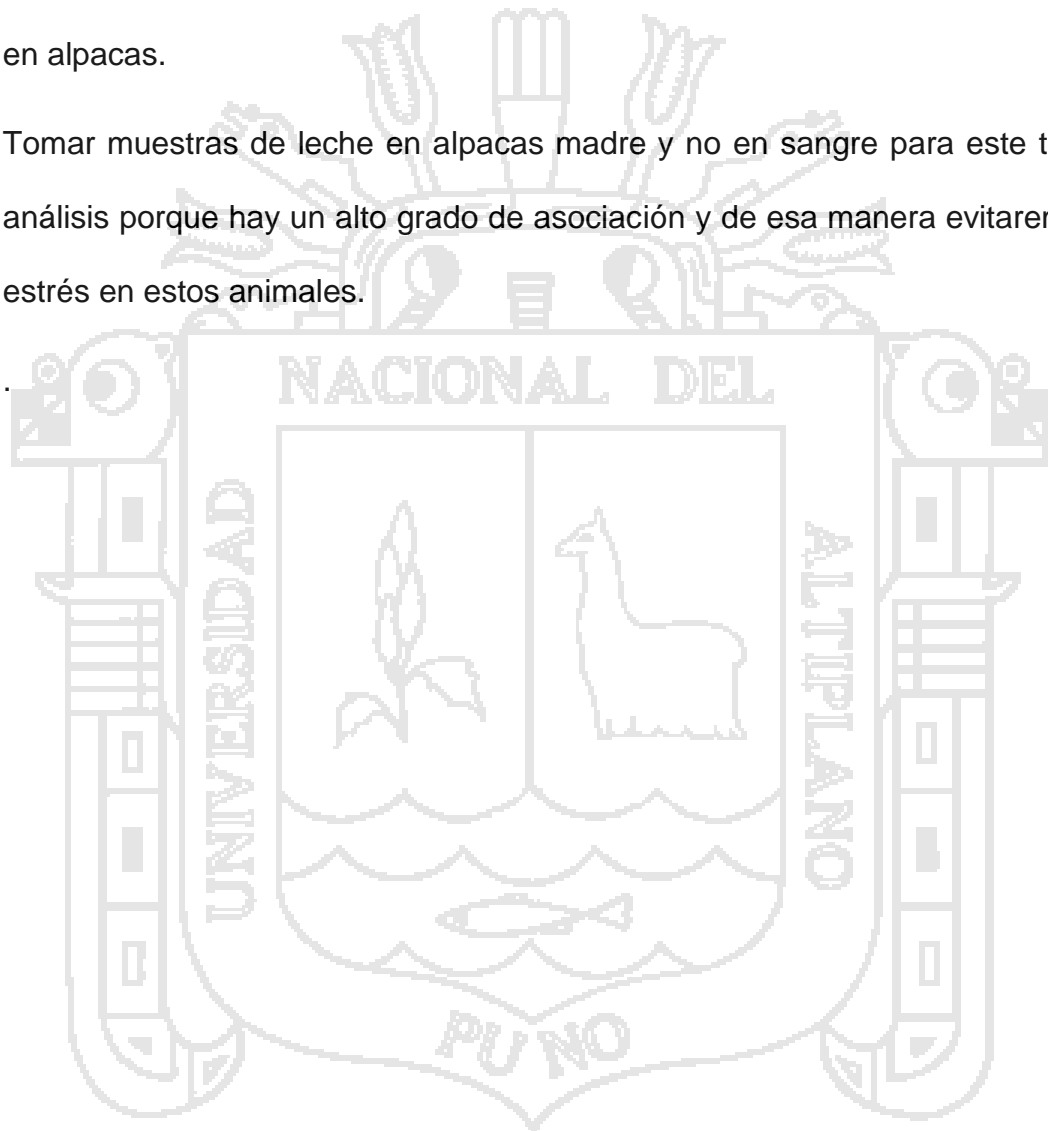 en alpacas.
Tomar muestras de leche en alpacas madre y no en sangre para este t
análisis porque hay un alto grado de asociación y de esa manera evitare
estrés en estos animales.
.
NACIONAL DEL
UNIVERSIDAD
ALTIPLANO
PUNO